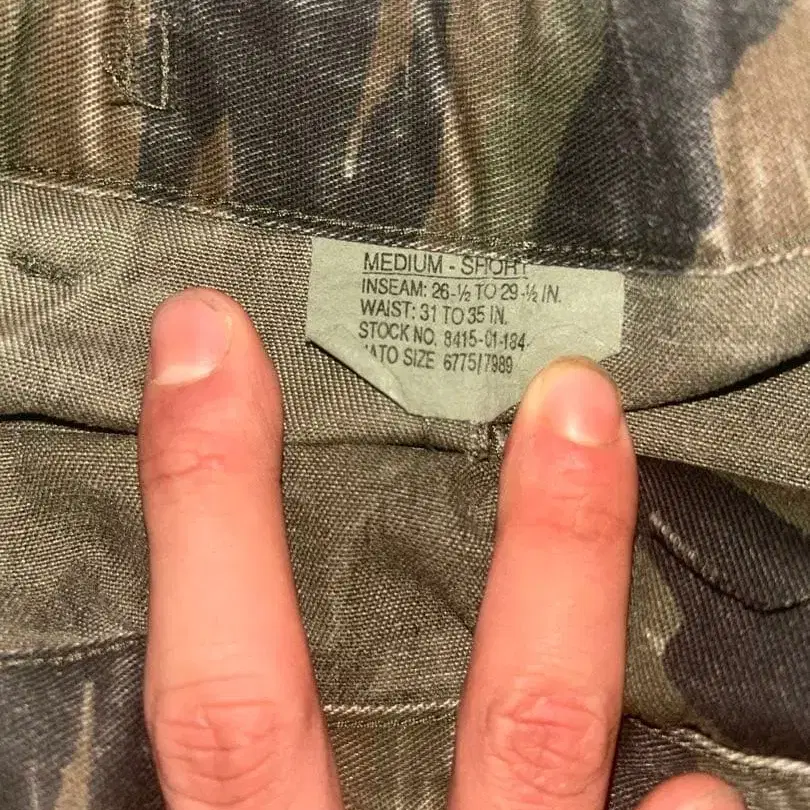 MEDIUM - SHORT
INSEAM: 26-½ TO 29-½ IN.
WAIST: 31 TO 35 IN.
STOCK NO. 8415-01-184-
ATO SIZE 6775/7989